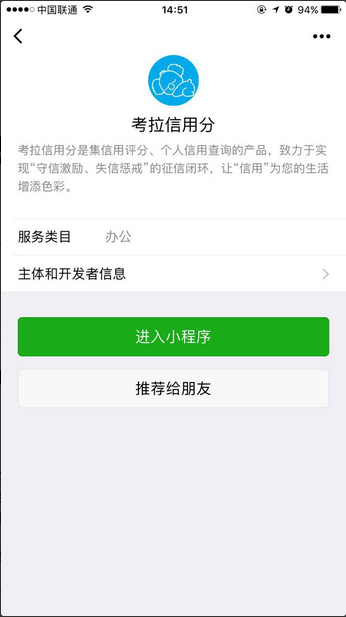 中国联通 14:51 94%
考拉信用分
考拉信用分是集信用评分、个人信用查询的产品，致力于实
现“守信激励、失信惩戒”的征信闭环，让“信用”为您的生活
增添色彩。
服务类目 办公
主体和开发者信息
进入小程序
推荐给朋友